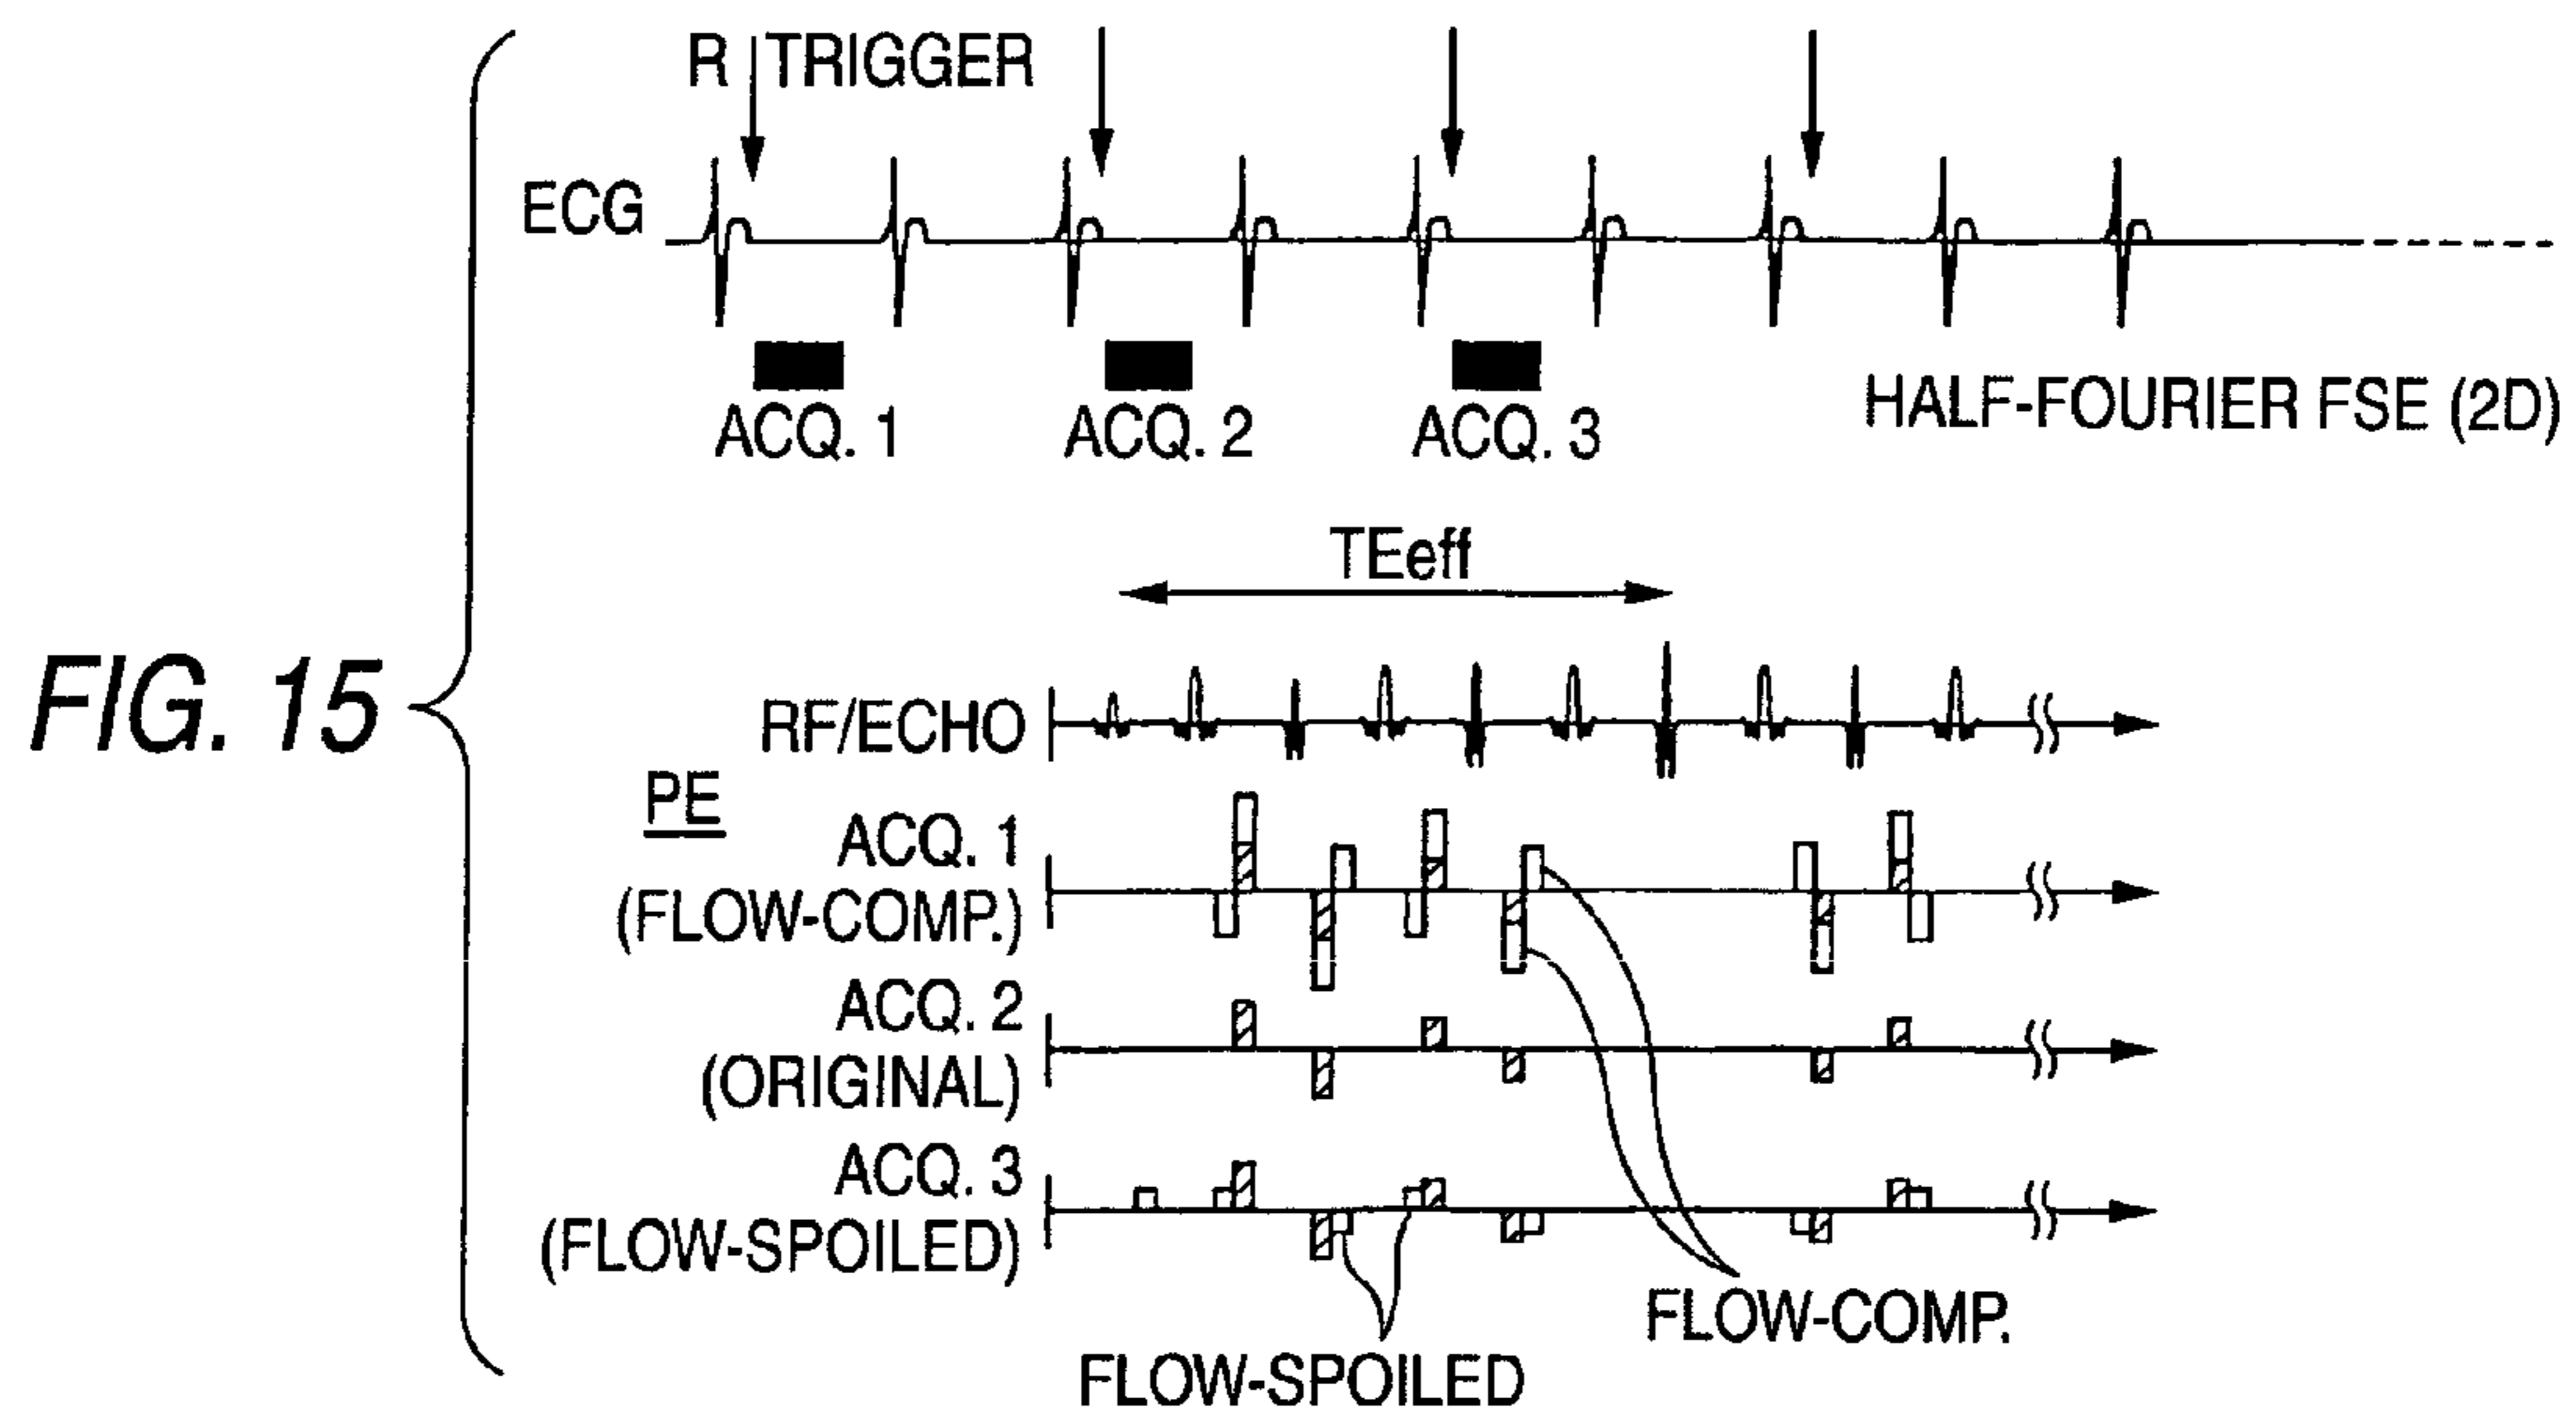 R TRIGGER
ECG
ACQ. 1
ACQ. 2
ACQ. 3
HALF-FOURIER FSE (2D)
TEeff
FIG. 15
RF/ECHO
PE
ACQ. 1
(FLOW-COMP.)
ACQ. 2
(ORIGINAL)
ACQ. 3
(FLOW-SPOILED)
FLOW-COMP.
FLOW-SPOILED